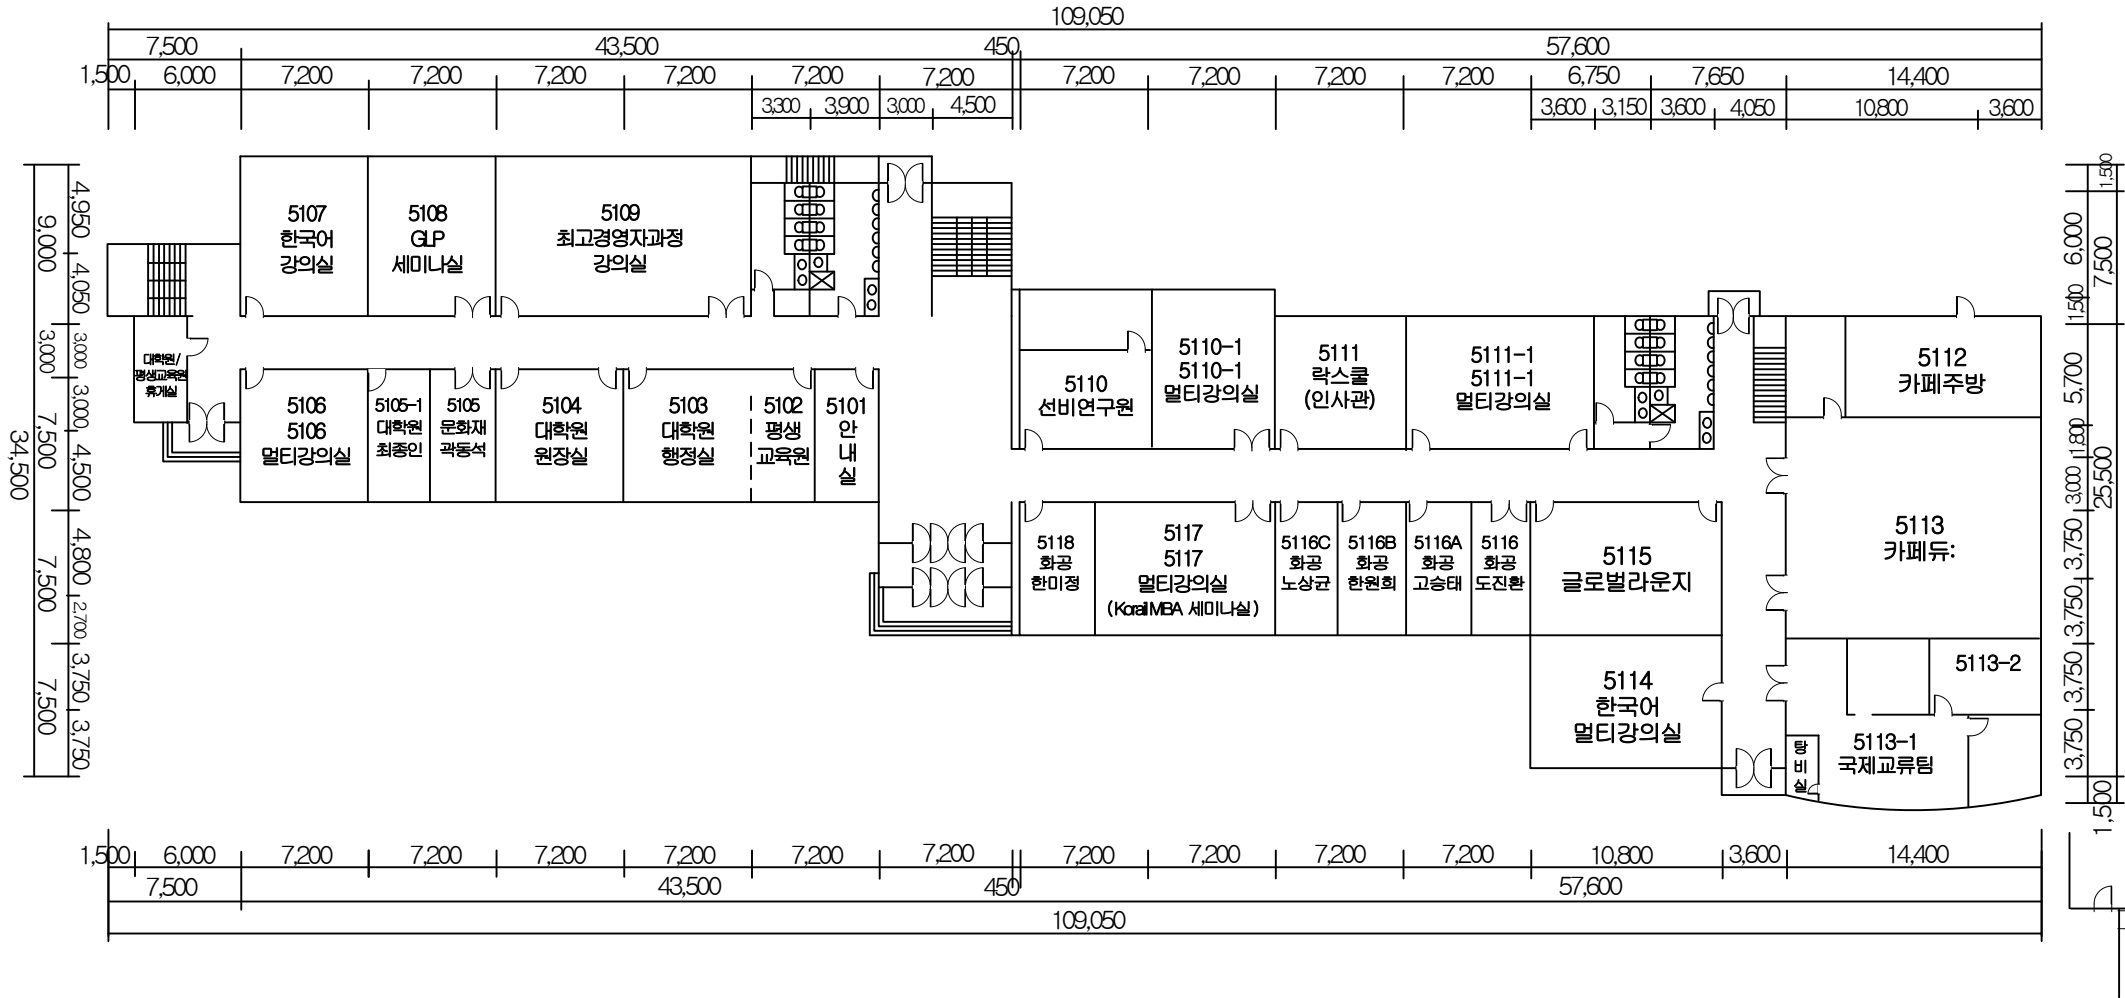 109,050
7,500 43,500 450 57,600
1,500 6,000 7,200 7,200 7,200 7,200 7,200 7,200 7,200 7,200 7,200 7,200 6,750 7,650 14,400
3,300 3,900 3,000 4,500 3,600 3,150 3,600 4,050 10,800 3,600
34,500
9,000 3,000 7,500 7,500 7,500
4,950 4,050 3,000 3,000 4,500 4,800 2,700 3,750 3,750
5107
한국어
강의실
5108
GLP
세미나실
5109
최고경영자과정
강의실
대학원/
평생교육원
휴게실
5106
5106
멀티강의실
5105-1
대학원
최종인
5105
문화재
곽동석
5104
대학원
원장실
5103
대학원
행정실
5102
평생
교육원
5101
안
내
실
5110
선비연구원
5110-1
5110-1
멀티강의실
5111
락스쿨
(인사관)
5111-1
5111-1
멀티강의실
5112
카페주방
5113
카페듀:
5118
화공
한미정
5117
5117
멀티강의실
(KorailMBA 세미나실)
5116C
화공
노상균
5116B
화공
한원희
5116A
화공
고승태
5116
화공
도진환
5115
글로벌라운지
5114
한국어
멀티강의실
5113-2
5113-1
국제교류팀
탕
비
실
1,500 6,000 1,500 5,700 1,800 3,000 3,750 3,750 3,750 3,750
7,500 25,500 1,500
1,500 6,000 7,200 7,200 7,200 7,200 7,200 7,200 7,200 7,200 7,200 7,200 10,800 3,600 14,400
7,500 43,500 450 57,600
109,050